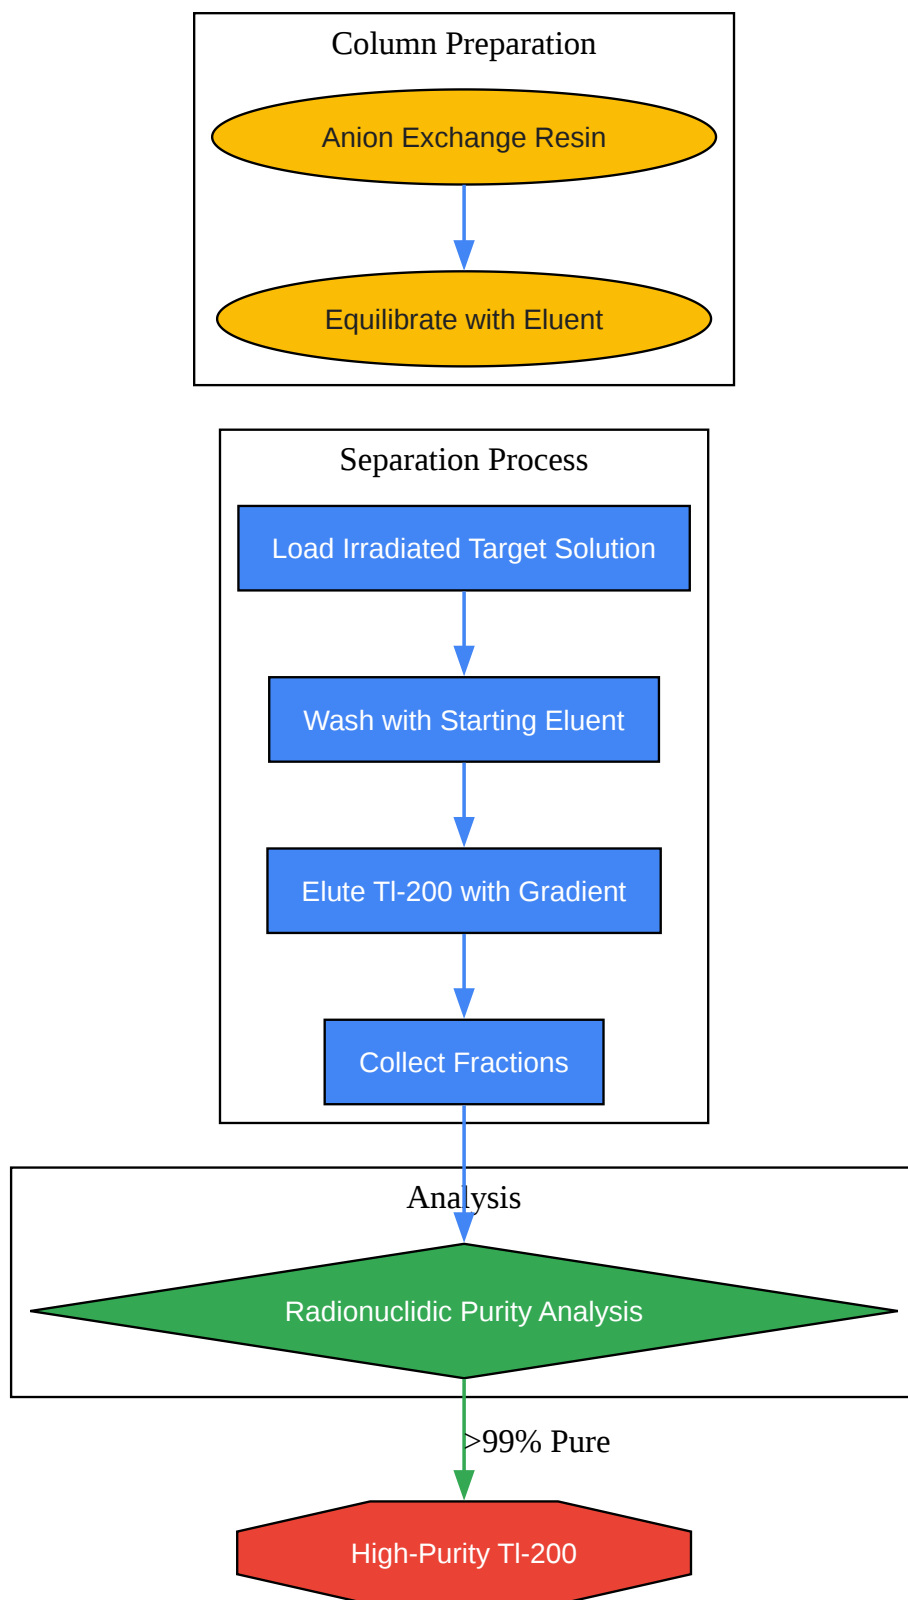 Column Preparation
Anion Exchange Resin
Equilibrate with Eluent
Separation Process
Load Irradiated Target Solution
Wash with Starting Eluent
Elute Tl-200 with Gradient
Collect Fractions
Analysis
Radionuclidic Purity Analysis
>99% Pure
High-Purity Tl-200